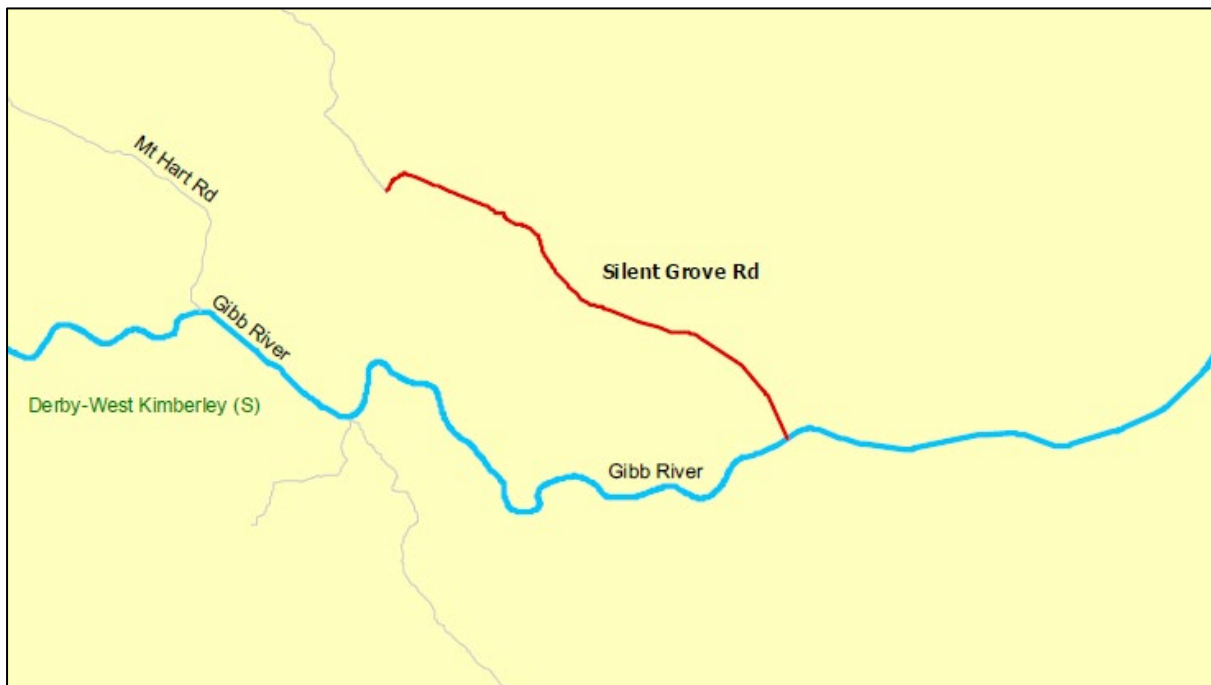 Mt Hart Rd
Silent Grove Rd
Gibb River
Derby-West Kimberley (S)
Gibb River